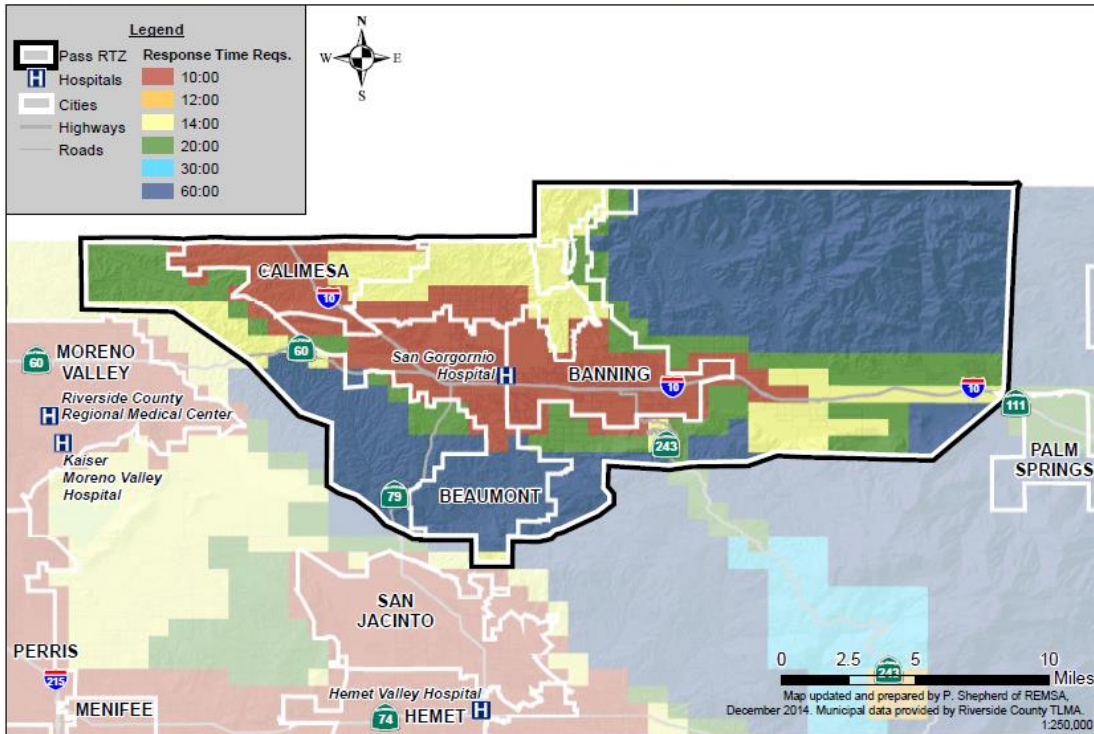 Legend
Pass RTZ
Hospitals
Cities
Highways
Roads
Response Time Reqs.
10:00
12:00
14:00
20:00
30:00
60:00
N
W E
S
CALIMESA
10
60
60
MORENO
VALLEY
San Gorgornio
Hospital
H
BANNING
10
10
111
Riverside County
Regional Medical Center
H
H
Kaiser
Moreno Valley
Hospital
243
PALM
SPRINGS
79
BEAUMONT
SAN
JACINTO
PERRIS
215
MENIFEE
Hemet Valley Hospital
H
74
HEMET
0 2.5 5 10
Miles
243
Map updated and prepared by P. Shepherd of REMSA,
December 2014. Municipal data provided by Riverside County TLMA.
1:250,000